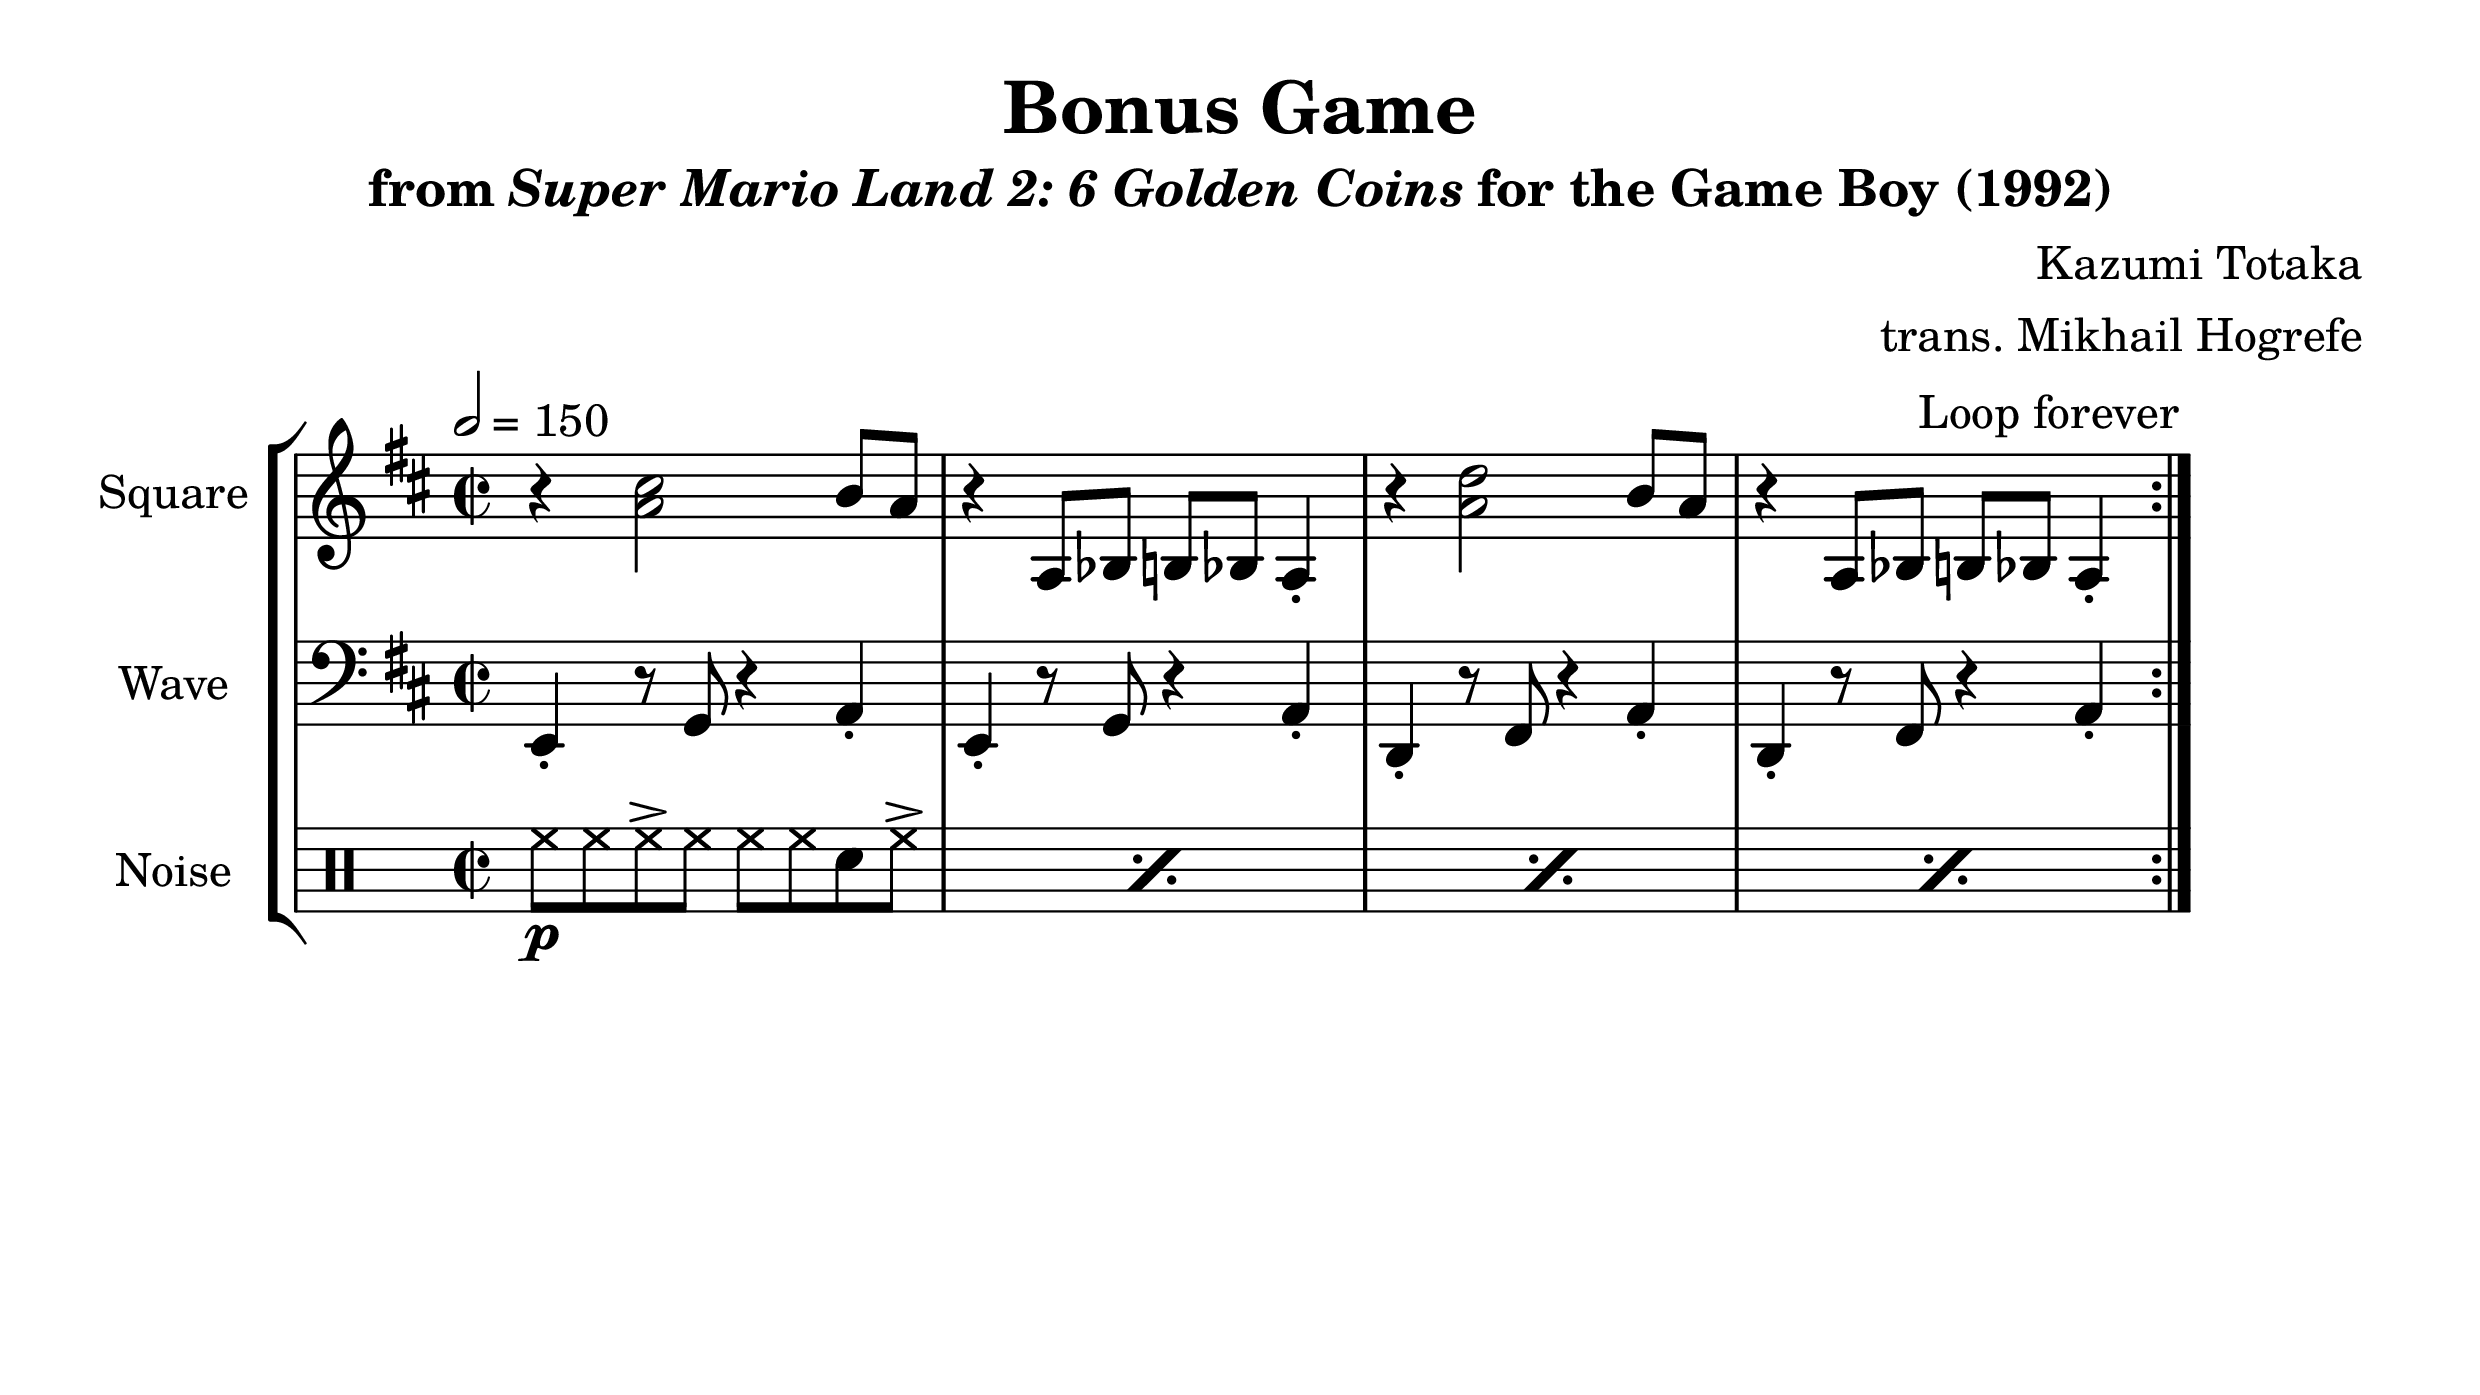 Bonus Game
from Super Mario Land 2: 6 Golden Coins for the Game Boy (1992)
Kazumi Totaka
trans. Mikhail Hogrefe
= 150
Loop forever
Square
Wave
Noise
p